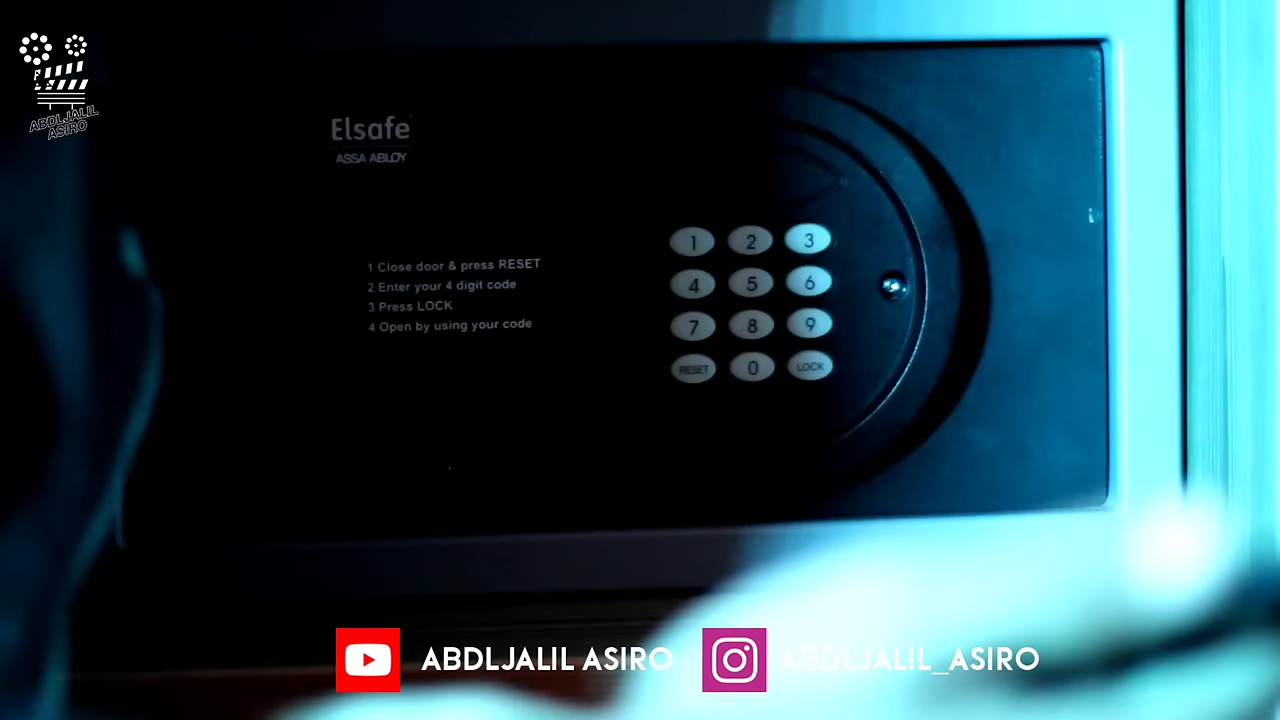 ABDLJALIL
ASIRO
Elsafe
ASSA ABLOY
1 Close door & press RESET
2 Enter your 4 digit code
3 Press LOCK
4 Open by using your code
1 2 3
4 5 6
7 8 9
RESET 0 LOCK
ABDLJALIL ASIRO ABDLJALIL_ASIRO